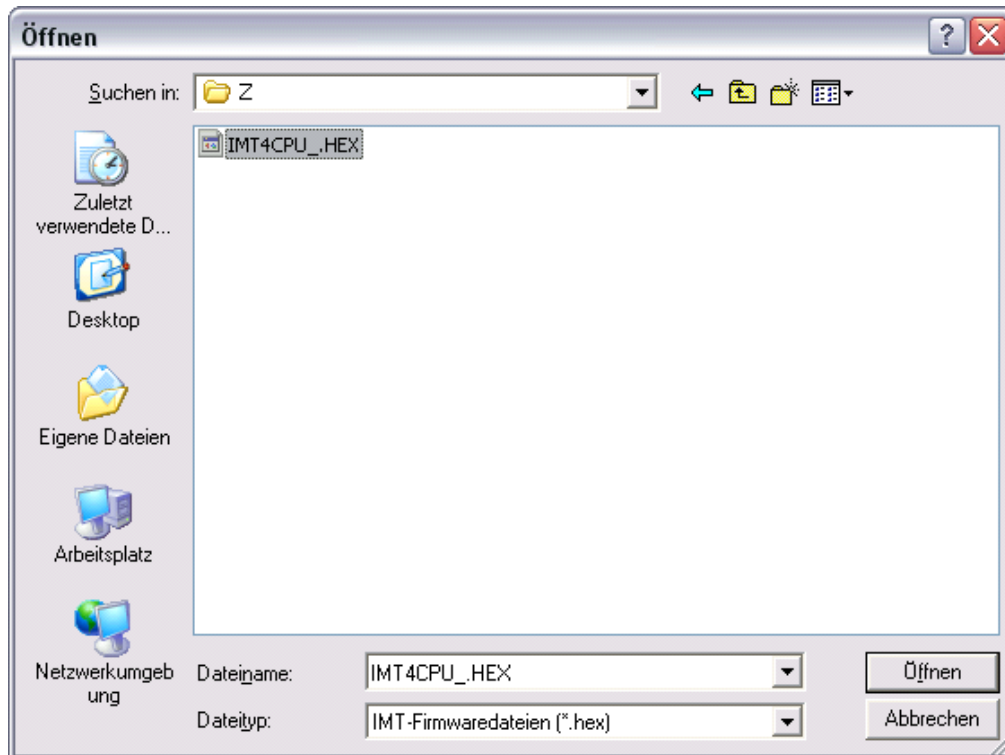 Öffnen
Suchen in: Z
IMT4CPU_.HEX
Zuletzt
verwendete D...
Desktop
Eigene Dateien
Arbeitsplatz
Netzwerkumgeb
ung
Dateiname: IMT4CPU_.HEX Öffnen
Dateityp: IMT-Firmwaredateien (*.hex) Abbrechen